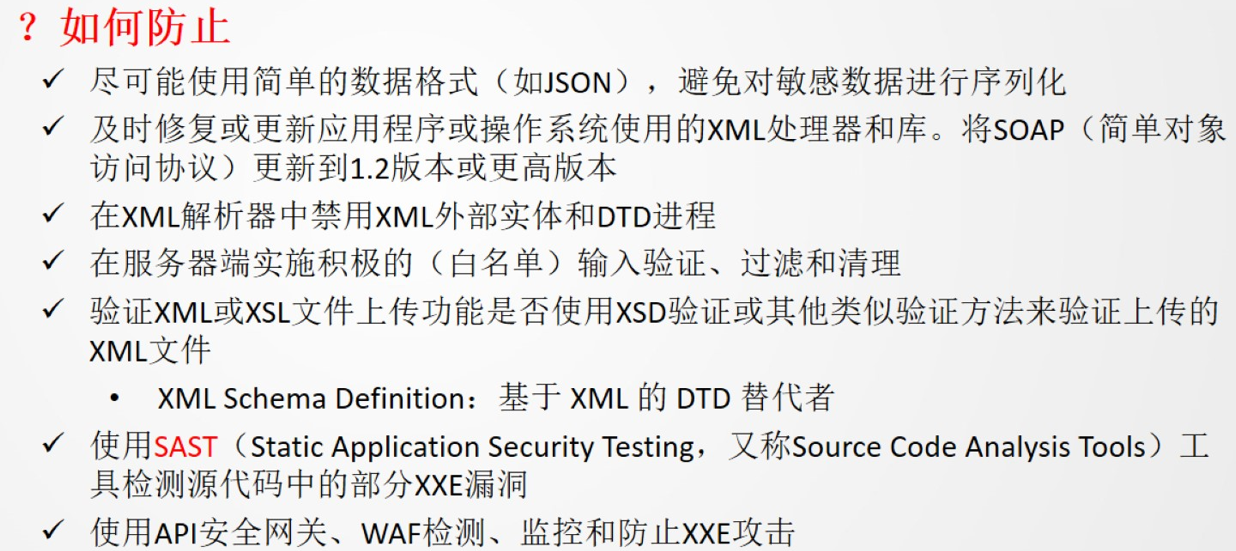 ？如何防止
✓ 尽可能使用简单的数据格式（如JSON），避免对敏感数据进行序列化
✓ 及时修复或更新应用程序或操作系统使用的XML处理器和库。将SOAP（简单对象
访问协议）更新到1.2版本或更高版本
✓ 在XML解析器中禁用XML外部实体和DTD进程
✓ 在服务器端实施积极的（白名单）输入验证、过滤和清理
✓ 验证XML或XSL文件上传功能是否使用XSD验证或其他类似验证方法来验证上传的
XML文件
• XML Schema Definition：基于 XML 的 DTD 替代者
✓ 使用SAST（Static Application Security Testing，又称Source Code Analysis Tools）工
具检测源代码中的部分XXE漏洞
✓ 使用API安全网关、WAF检测、监控和防止XXE攻击